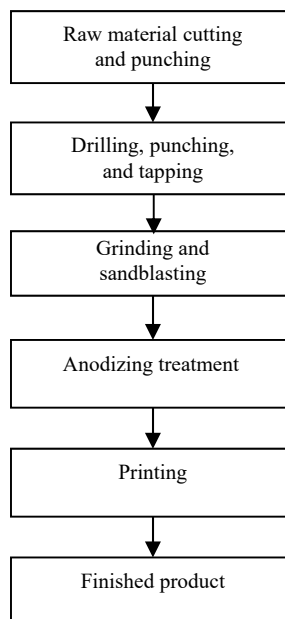 Raw material cutting
and punching
Drilling, punching,
and tapping
Grinding and
sandblasting
Anodizing treatment
Printing
Finished product